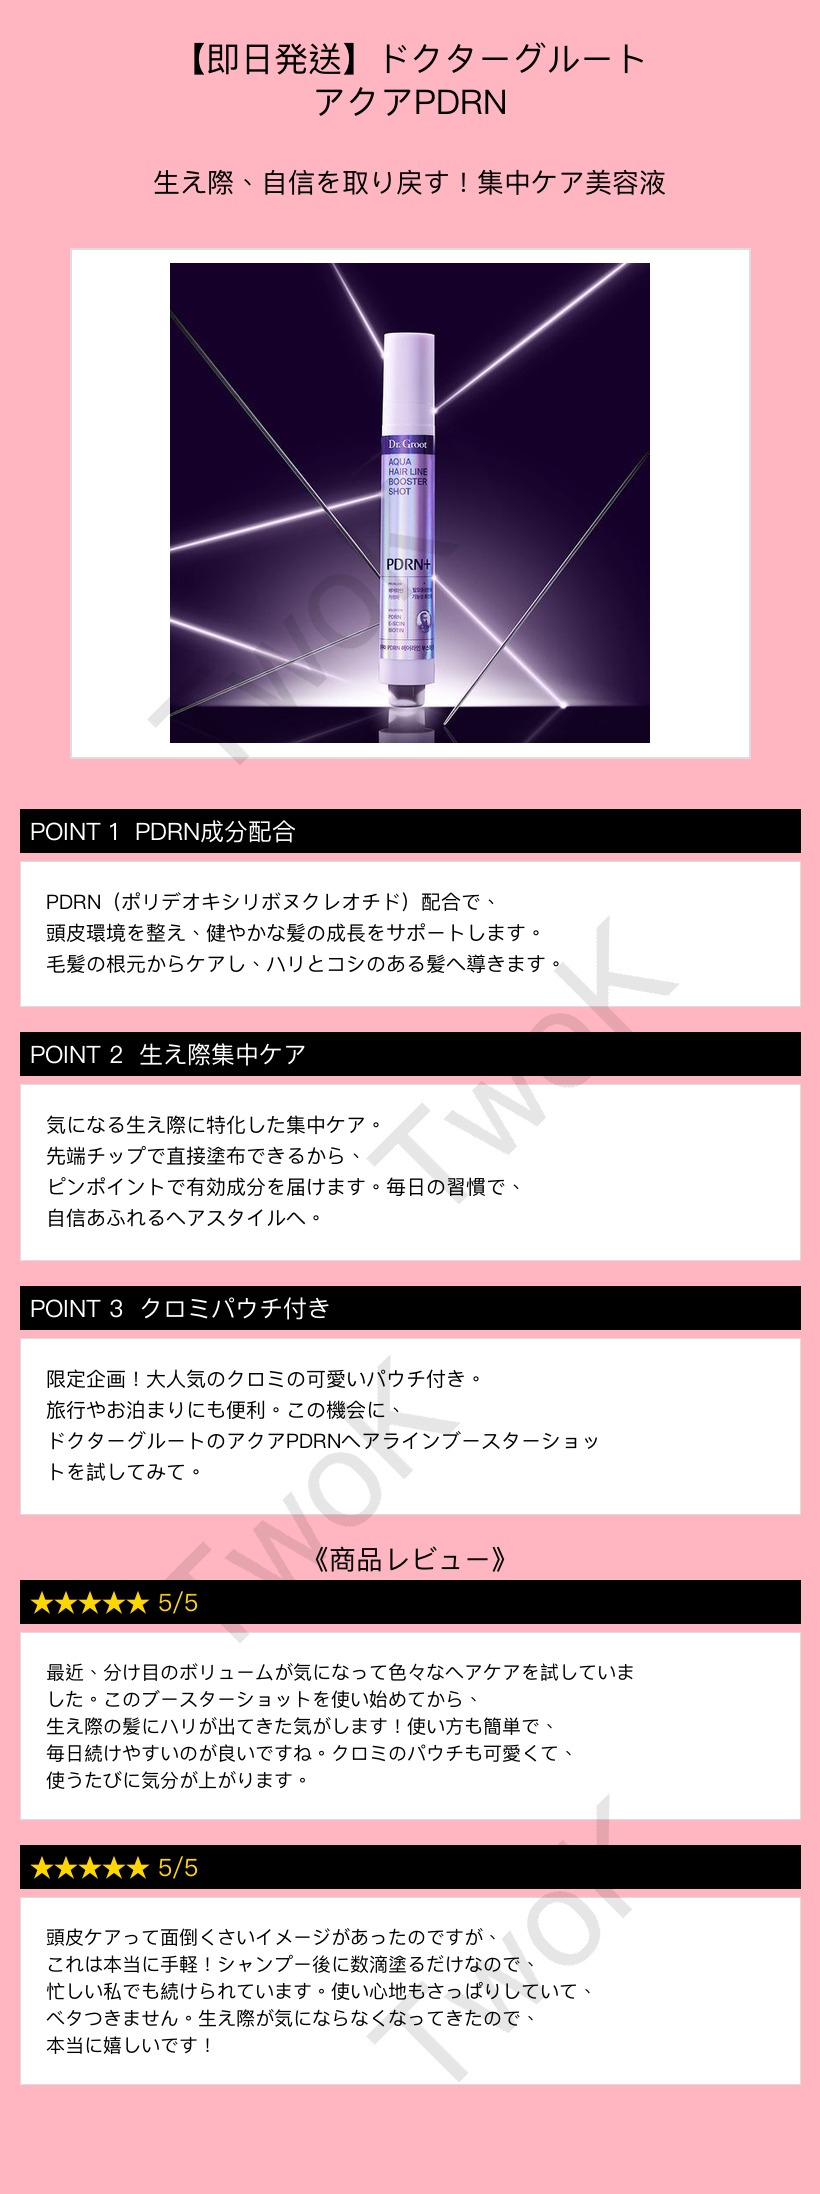 【即日発送】ドクターグルート
アクアPDRN
生え際、自信を取り戻す！集中ケア美容液
Dr. Groot
AQUA
HAIR LINE
BOOSTER
SHOT
PDRN+
PDRN
BIOTIN
TwoK
POINT 1 PDRN成分配合
PDRN（ポリデオキシリボヌクレオチド）配合で、
頭皮環境を整え、健やかな髪の成長をサポートします。
毛髪の根元からケアし、ハリとコシのある髪へ導きます。
TwoK
POINT 2 生え際集中ケア
気になる生え際に特化した集中ケア。
先端チップで直接塗布できるから、
ピンポイントで有効成分を届けます。毎日の習慣で、
自信あふれるヘアスタイルへ。
POINT 3 クロミパウチ付き
限定企画！大人気のクロミの可愛いパウチ付き。
旅行やお泊まりにも便利。この機会に、
ドクターグルートのアクアPDRNヘアラインブースターショッ
トを試してみて。
TwoK
《商品レビュー》
★★★★★ 5/5
最近、分け目のボリュームが気になって色々なヘアケアを試していま
した。このブースターショットを使い始めてから、
生え際の髪にハリが出てきた気がします！使い方も簡単で、
毎日続けやすいのが良いですね。クロミのパウチも可愛くて、
使うたびに気分が上がります。
★★★★★ 5/5
頭皮ケアって面倒くさいイメージがあったのですが、
これは本当に手軽！シャンプー後に数滴塗るだけなので、
忙しい私でも続けられています。使い心地もさっぱりしていて、
ベタつきません。生え際が気にならなくなってきたので、
本当に嬉しいです！
TwoK